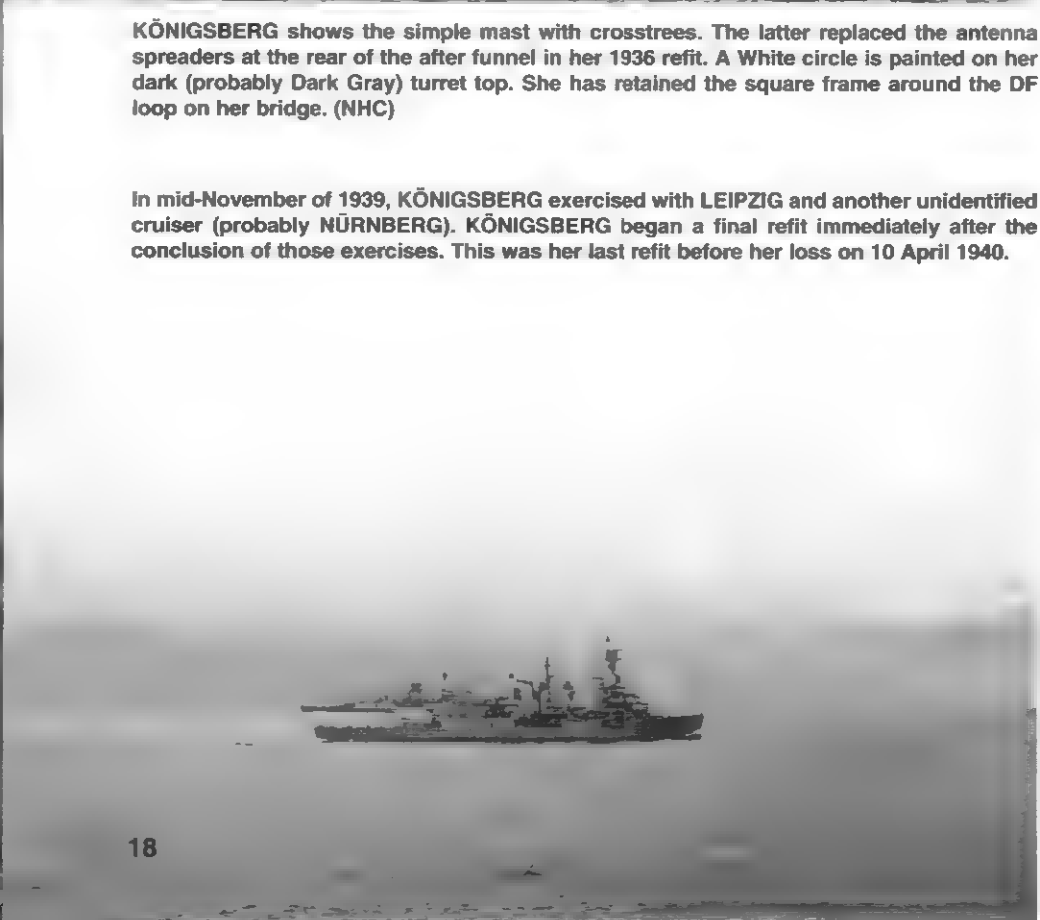 KÖNIGSBERG shows the simple mast with crosstrees. The latter replaced the antenna
spreaders at the rear of the after funnel in her 1936 refit. A White circle is painted on her
dark (probably Dark Gray) turret top. She has retained the square frame around the DF
loop on her bridge. (NHC)
In mid-November of 1939, KÖNIGSBERG exercised with LEIPZIG and another unidentified
cruiser (probably NÜRNBERG). KÖNIGSBERG began a final refit immediately after the
conclusion of those exercises. This was her last refit before her loss on 10 April 1940.
18